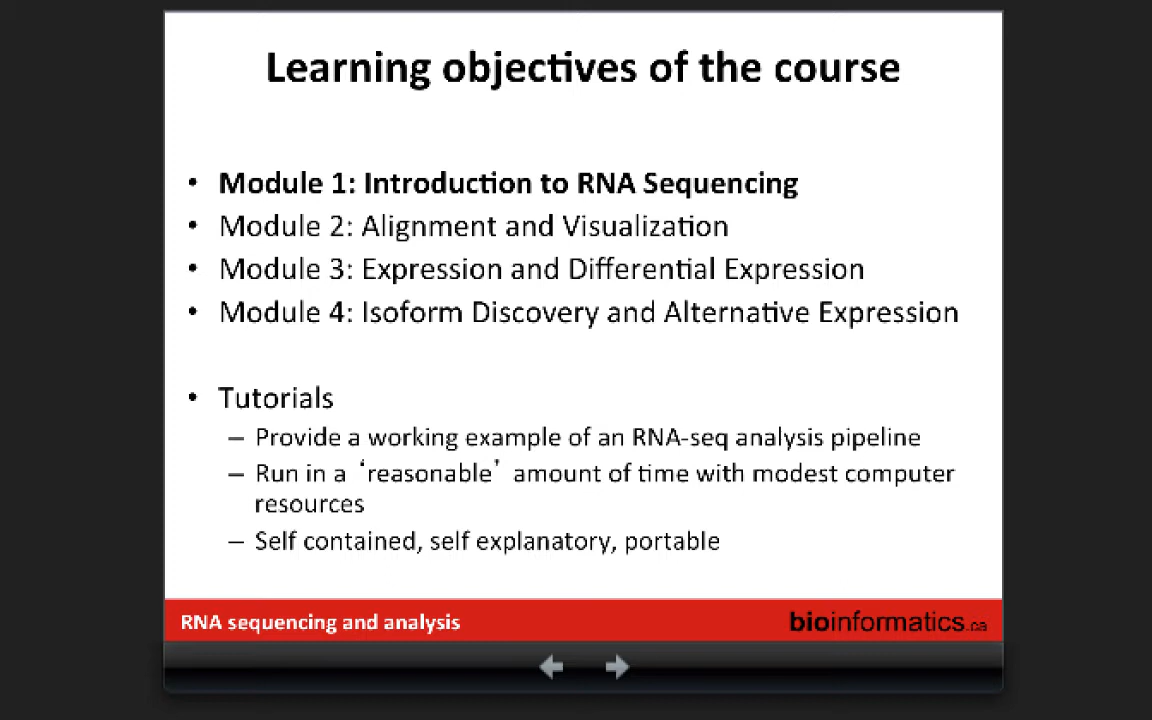 Learning objectives of the course
• Module 1: Introduction to RNA Sequencing
• Module 2: Alignment and Visualization
• Module 3: Expression and Differential Expression
• Module 4: Isoform Discovery and Alternative Expression
• Tutorials
– Provide a working example of an RNA-seq analysis pipeline
– Run in a ‘reasonable’ amount of time with modest computer
resources
– Self contained, self explanatory, portable
RNA sequencing and analysis
bioinformatics.ca